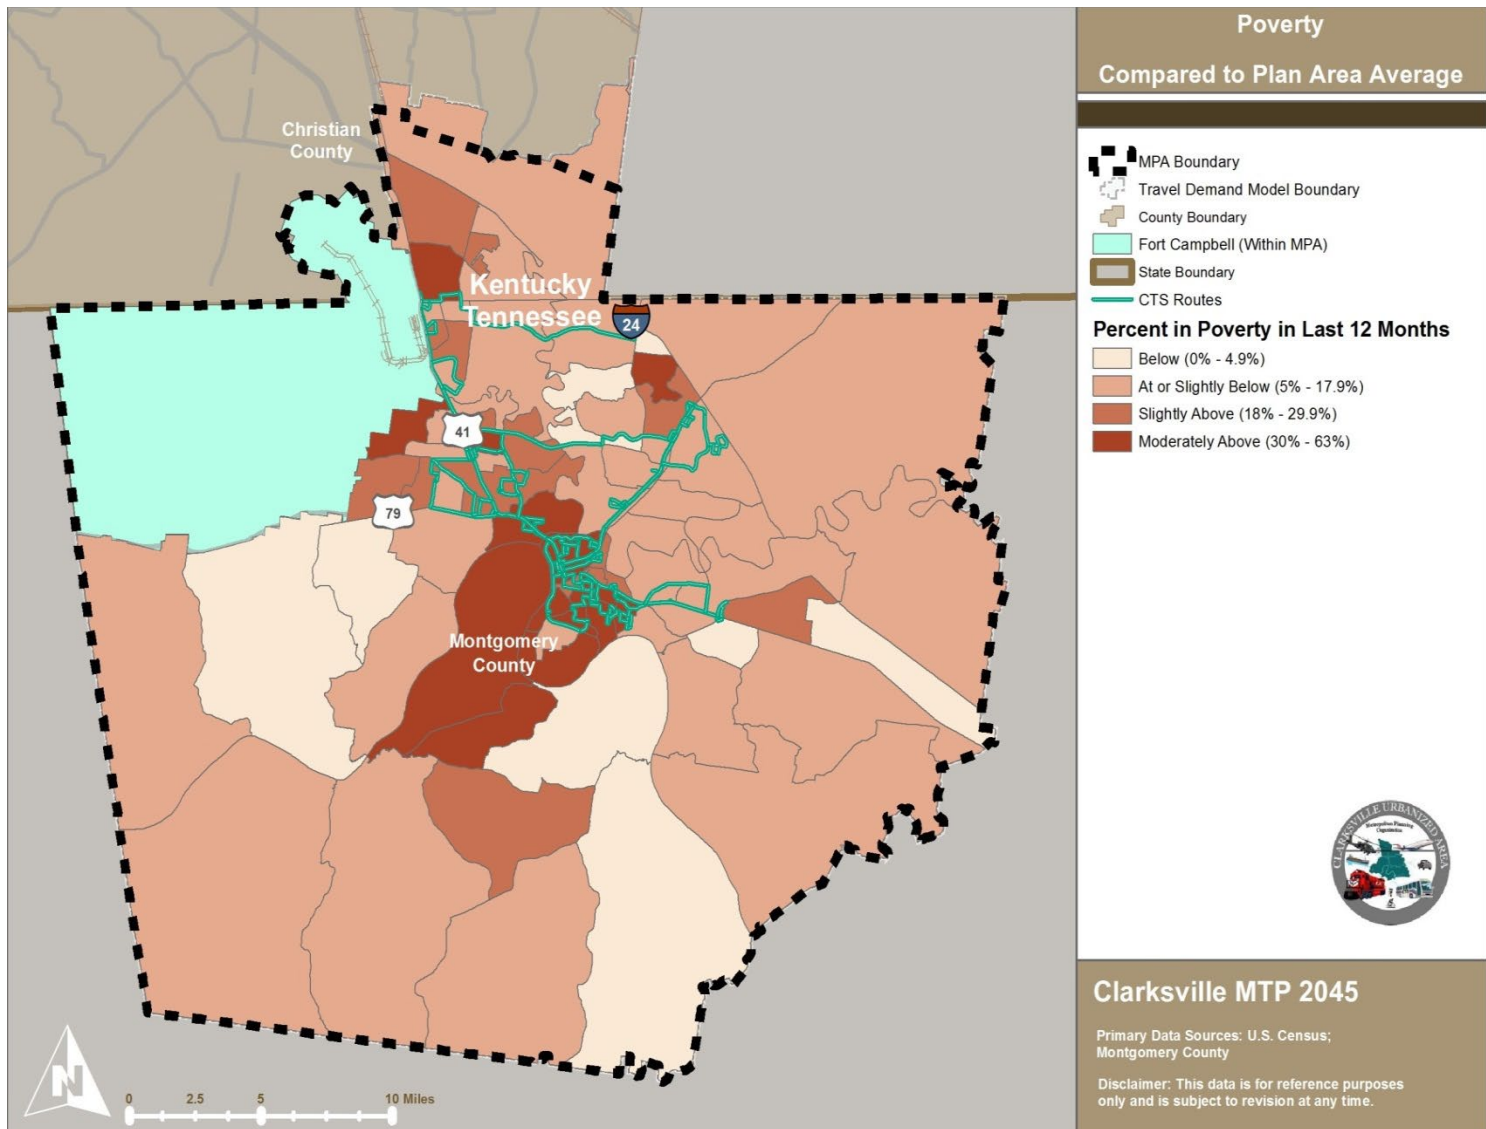 Poverty
Compared to Plan Area Average
MPA Boundary
Travel Demand Model Boundary
County Boundary
Fort Campbell (Within MPA)
State Boundary
CTS Routes
Percent in Poverty in Last 12 Months
Below (0% - 4.9%)
At or Slightly Below (5% - 17.9%)
Slightly Above (18% - 29.9%)
Moderately Above (30% - 63%)
Christian
County
Kentucky
Tennessee
24
41
79
Montgomery
County
CLARKSVILLE URBANIZED AREA
Metropolitan Planning
Organization
Clarksville MTP 2045
Primary Data Sources: U.S. Census;
Montgomery County
Disclaimer: This data is for reference purposes
only and is subject to revision at any time.
N
0 2.5 5 10 Miles